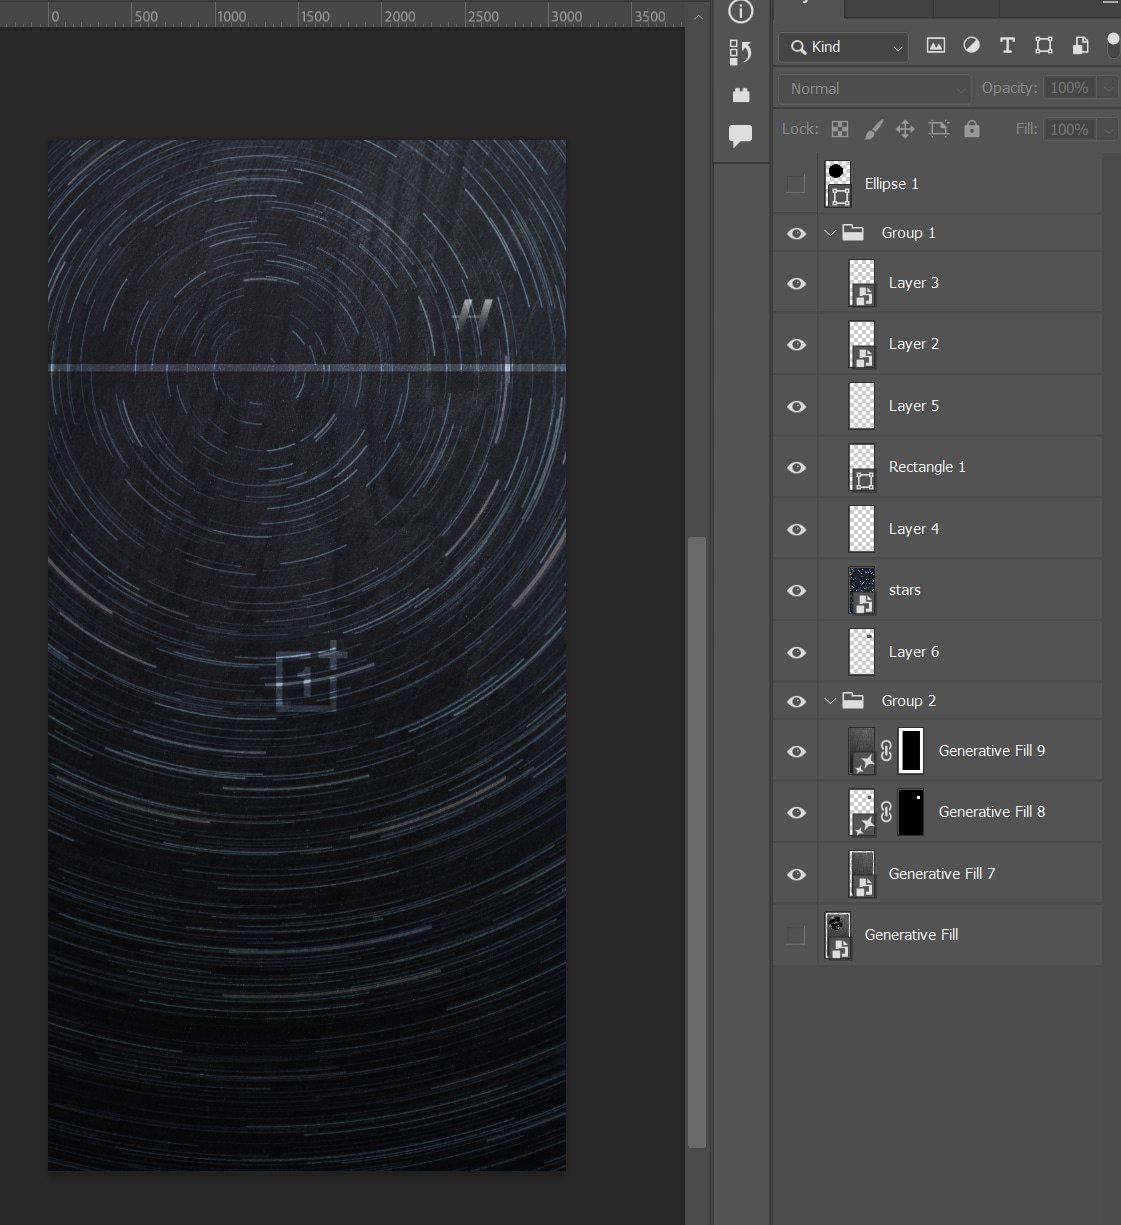 0 500 1000 1500 2000 2500 3000 3500
Kind
Normal Opacity: 100%
Lock: Fill: 100%
Ellipse 1
Group 1
Layer 3
Layer 2
Layer 5
Rectangle 1
Layer 4
stars
Layer 6
Group 2
Generative Fill 9
Generative Fill 8
Generative Fill 7
Generative Fill
1